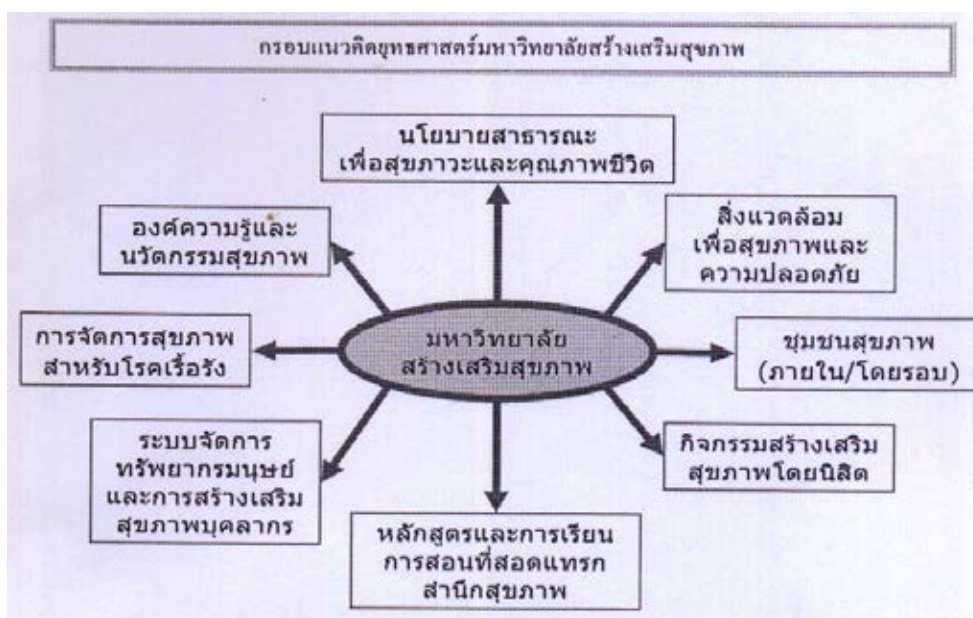 กรอบแนวคิดยุทธศาสตร์มหาวิทยาลัยสร้างเสริมสุขภาพ
นโยบายสาธารณะ
เพื่อสุขภาวะและคุณภาพชีวิต
องค์ความรู้และ
นวัตกรรมสุขภาพ
สิ่งแวดล้อม
เพื่อสุขภาพและ
ความปลอดภัย
การจัดการสุขภาพ
สำหรับโรคเรื้อรัง
มหาวิทยาลัย
สร้างเสริมสุขภาพ
ชุมชนสุขภาพ
(ภายใน/โดยรอบ)
ระบบจัดการ
ทรัพยากรมนุษย์
และการสร้างเสริม
สุขภาพบุคลากร
กิจกรรมสร้างเสริม
สุขภาพโดยนิสิต
หลักสูตรและการเรียน
การสอนที่สอดแทรก
สำนึกสุขภาพ